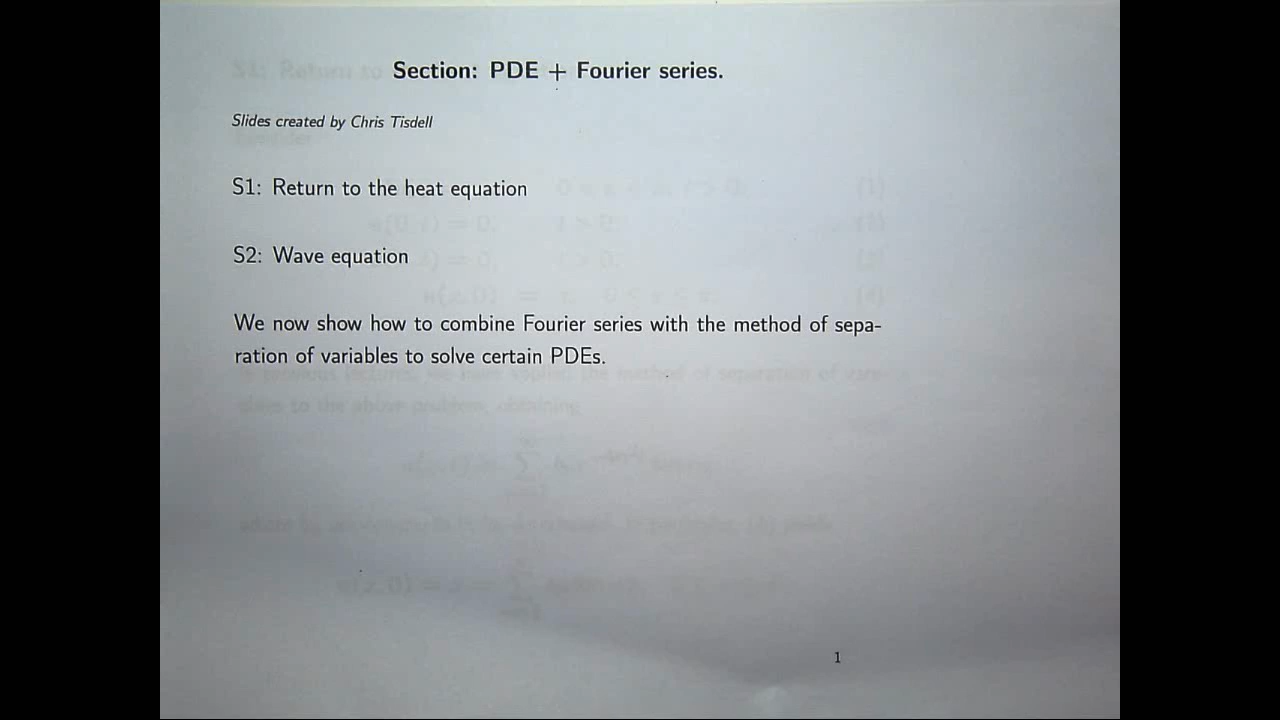 Section: PDE + Fourier series.
Slides created by Chris Tisdell
S1: Return to the heat equation
S2: Wave equation
We now show how to combine Fourier series with the method of sepa-
ration of variables to solve certain PDEs.
1